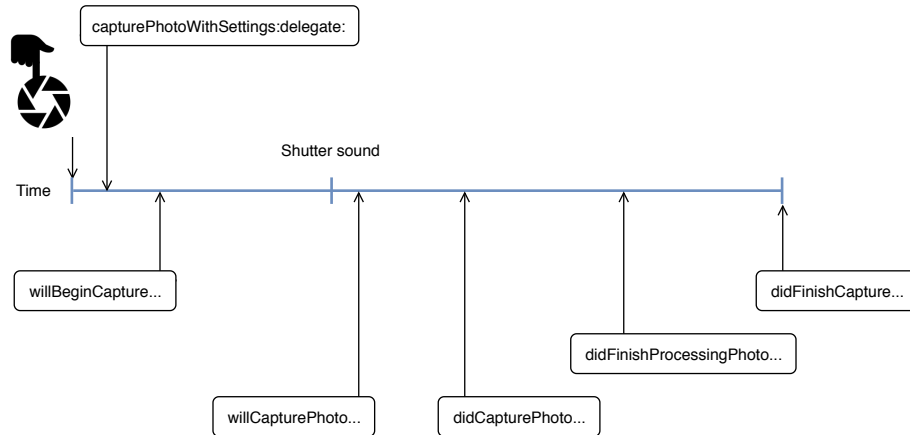 capturePhotoWithSettings:delegate:
Shutter sound
Time
willBeginCapture...
didFinishCapture...
didFinishProcessingPhoto...
willCapturePhoto...
didCapturePhoto...